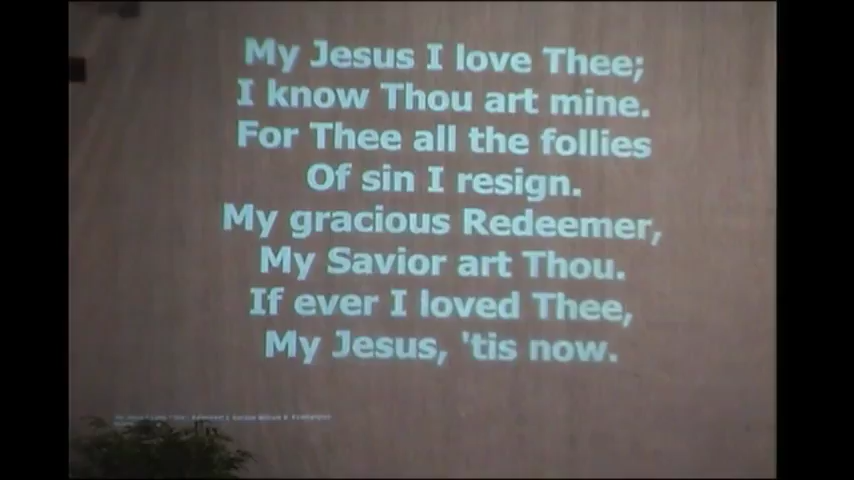 My Jesus I love Thee;
I know Thou art mine.
For Thee all the follies
Of sin I resign.
My gracious Redeemer,
My Savior art Thou.
If ever I loved Thee,
My Jesus, 'tis now.